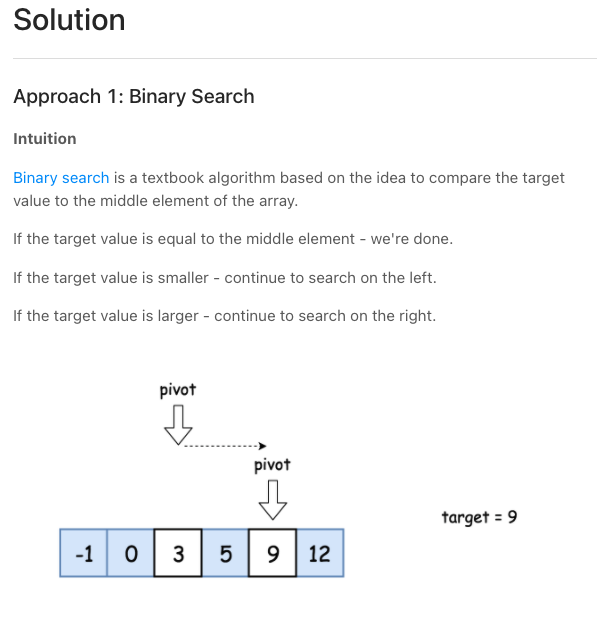 Solution
Approach 1: Binary Search
Intuition
Binary search is a textbook algorithm based on the idea to compare the target
value to the middle element of the array.
If the target value is equal to the middle element - we're done.
If the target value is smaller - continue to search on the left.
If the target value is larger - continue to search on the right.
pivot
pivot
target = 9
-1 0 3 5 9 12